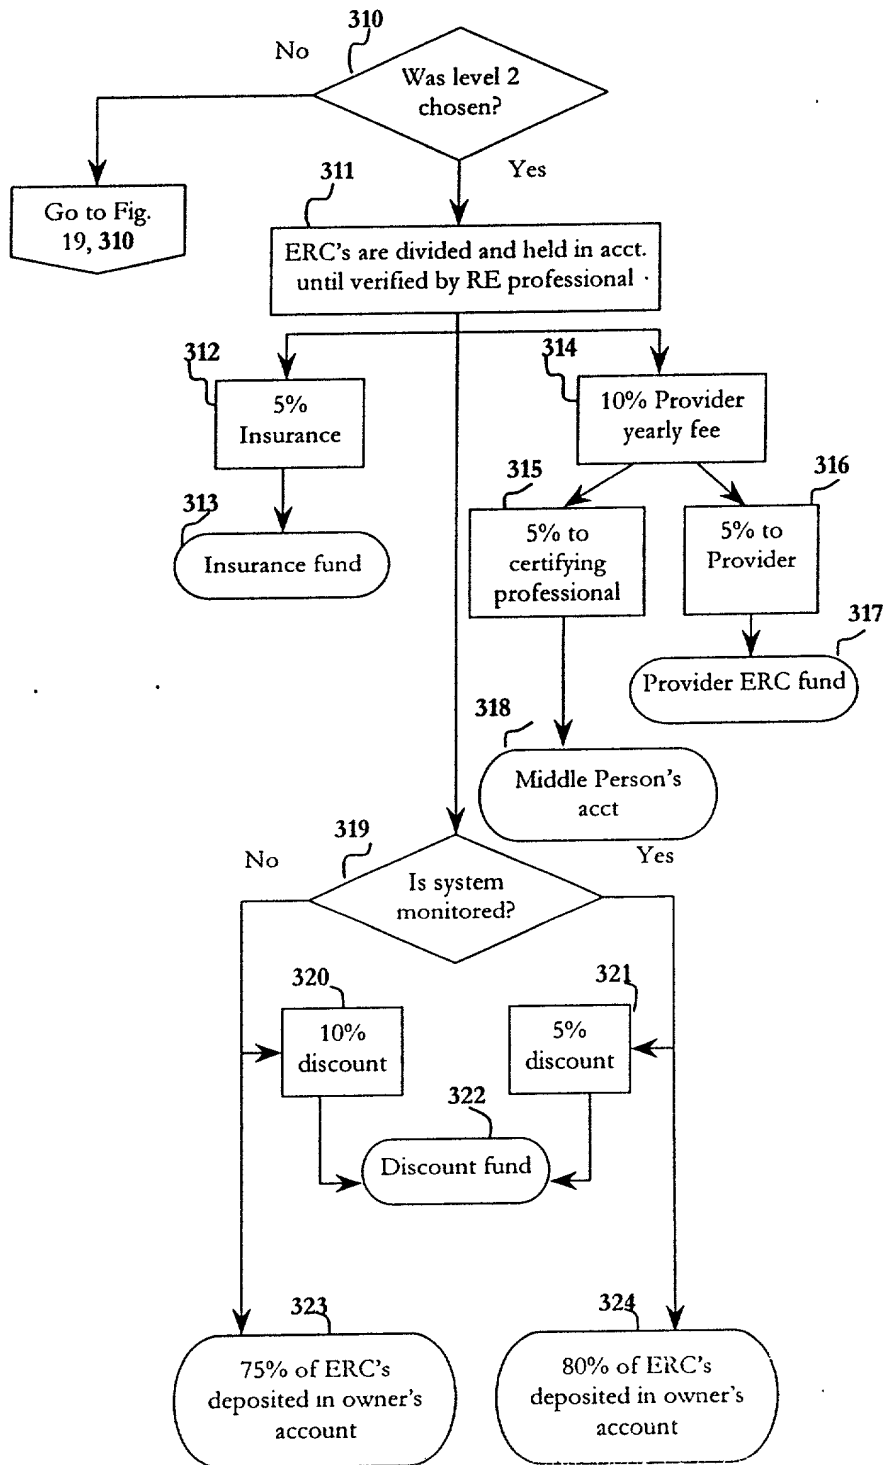 310
No
Was level 2
chosen?
Yes
311
Go to Fig.
19, 310
ERC's are divided and held in acct.
until verified by RE professional
312
314
5%
Insurance
10% Provider
yearly fee
315
316
313
Insurance fund
5% to
certifying
professional
5% to
Provider
317
Provider ERC fund
318
Middle Person's
acct
319
No
Yes
Is system
monitored?
320
321
10%
discount
5%
discount
322
Discount fund
323
324
75% of ERC's
deposited in owner's
account
80% of ERC's
deposited in owner's
account